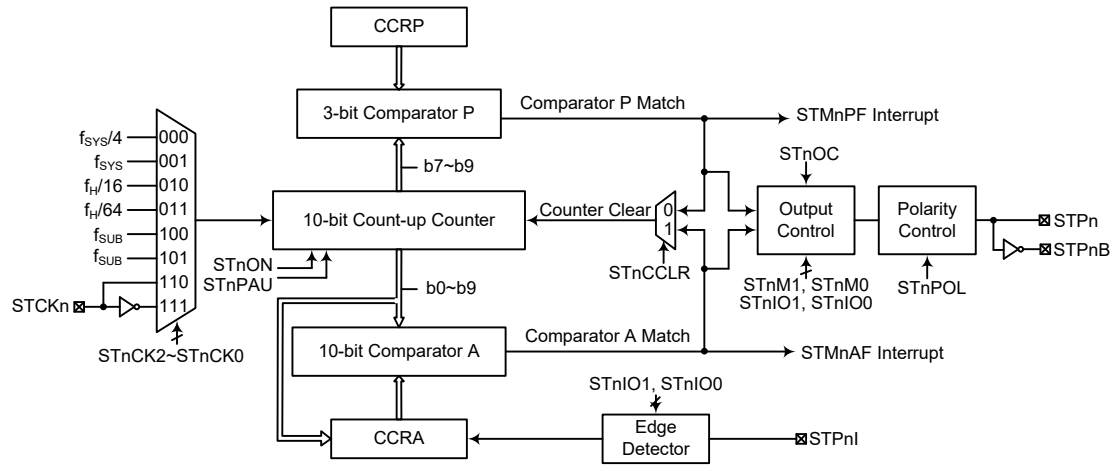 CCRP
3-bit Comparator P
Comparator P Match
STMnPF Interrupt
b7~b9
fSYS/4 000
fSYS 001
fH/16 010
fH/64 011
fSUB 100
fSUB 101
110
111
STCKn
STnCK2~STnCK0
10-bit Count-up Counter
STnON
STnPAU
Counter Clear
0
1
STnCCLR
STnOC
Output
Control
STnM1, STnM0
STnIO1, STnIO0
Polarity
Control
STnPOL
STPn
STPnB
b0~b9
10-bit Comparator A
Comparator A Match
STMnAF Interrupt
STnIO1, STnIO0
CCRA
Edge
Detector
STPnI